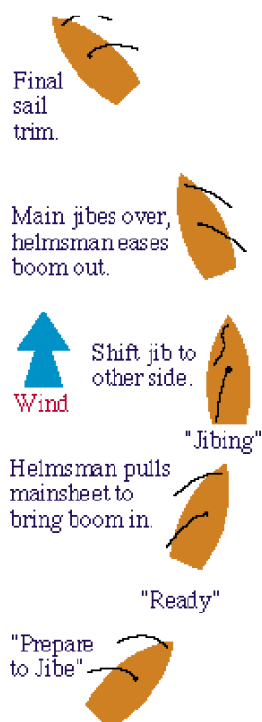 Final
sail
trim.
Main jibes over,
helmsman eases
boom out.
Shift jib to
other side.
Wind
"Jibing"
Helmsman pulls
mainsheet to
bring boom in.
"Ready"
"Prepare
to Jibe"